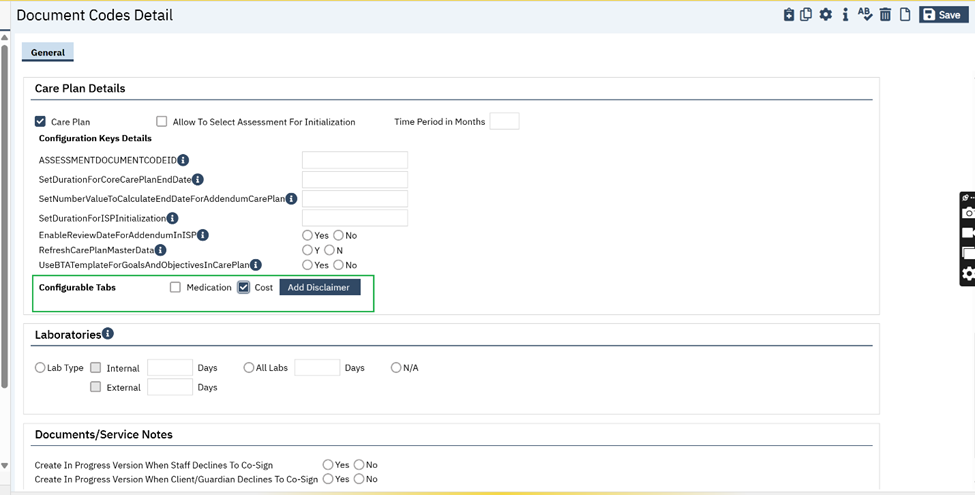 Document Codes Detail
Save
General
Care Plan Details
Care Plan Allow To Select Assessment For Initialization Time Period in Months
Configuration Keys Details
ASSESSMENTDOCUMENTCODEID
SetDurationForCoreCarePlanEndDate
SetNumberValueToCalculateEndDateForAddendumCarePlan
SetDurationForISPInitialization
EnableReviewDateForAddendumInISP Yes No
RefreshCarePlanMasterData Y N
UseBTATemplateForGoalsAndObjectivesInCarePlan Yes No
Configurable Tabs Medication Cost Add Disclaimer
Laboratories
Lab Type Internal Days All Labs Days N/A
External Days
Documents/Service Notes
Create In Progress Version When Staff Declines To Co-Sign Yes No
Create In Progress Version When Client/Guardian Declines To Co-Sign Yes No